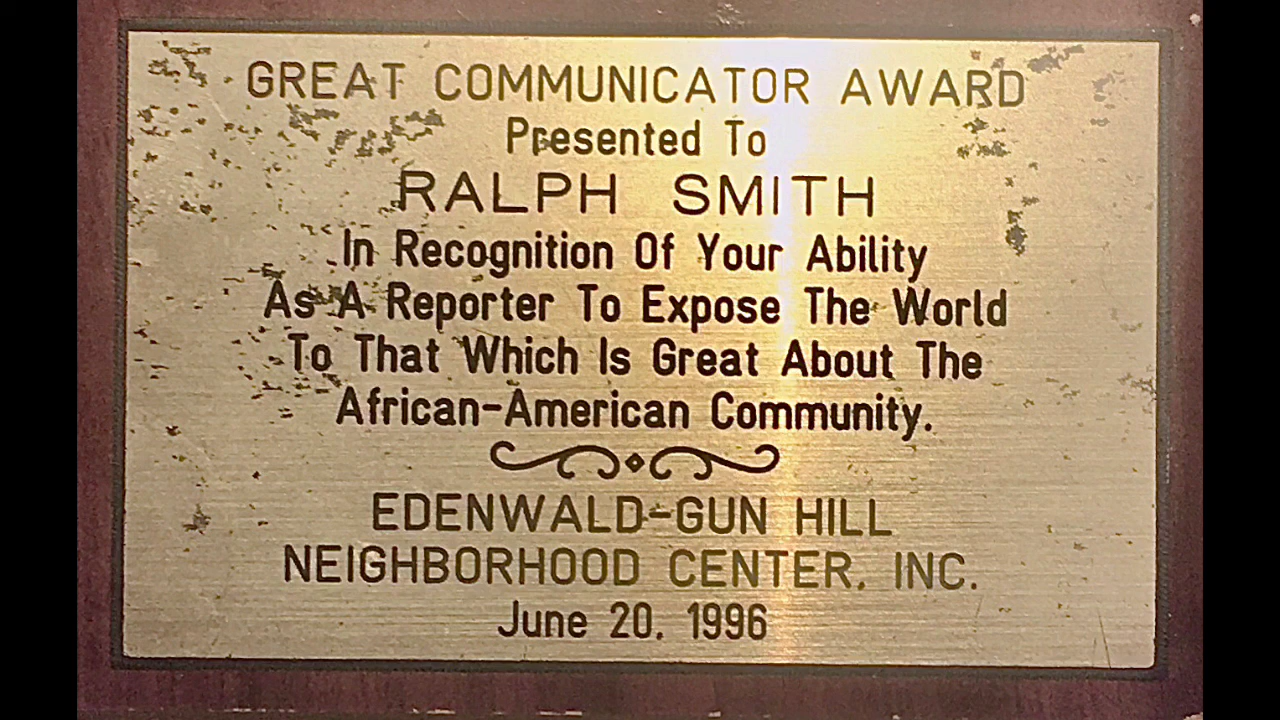 GREAT COMMUNICATOR AWARD
Presented To
RALPH SMITH
In Recognition Of Your Ability
As A Reporter To Expose The World
To That Which Is Great About The
African-American Community.
EDENWALD-GUN HILL
NEIGHBORHOOD CENTER, INC.
June 20, 1996